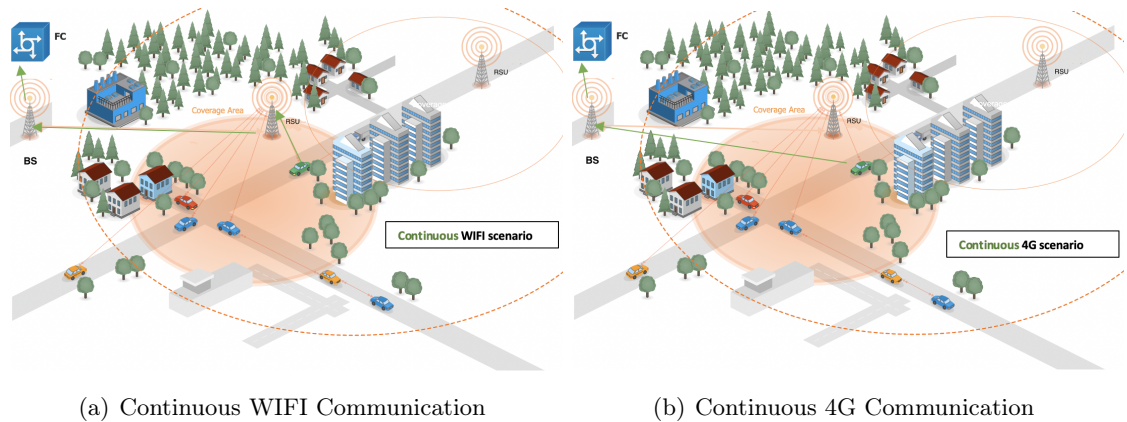 FC
RSU
Coverage Area
RSU
BS
Continuous WIFI scenario
(a) Continuous WIFI Communication
FC
RSU
Coverage Area
RSU
BS
Continuous 4G scenario
(b) Continuous 4G Communication